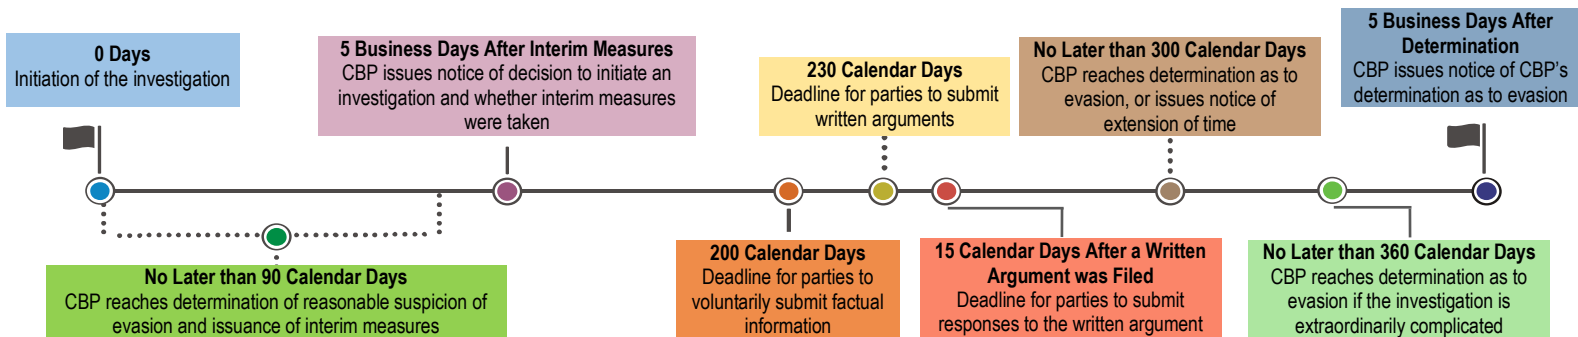 0 Days
Initiation of the investigation
No Later than 90 Calendar Days
CBP reaches determination of reasonable suspicion of
evasion and issuance of interim measures
5 Business Days After Interim Measures
CBP issues notice of decision to initiate an
investigation and whether interim measures
were taken
200 Calendar Days
Deadline for parties to
voluntarily submit factual
information
230 Calendar Days
Deadline for parties to submit
written arguments
15 Calendar Days After a Written
Argument was Filed
Deadline for parties to submit
responses to the written argument
No Later than 300 Calendar Days
CBP reaches determination as to
evasion, or issues notice of
extension of time
No Later than 360 Calendar Days
CBP reaches determination as to
evasion if the investigation is
extraordinarily complicated
5 Business Days After
Determination
CBP issues notice of CBP's
determination as to evasion